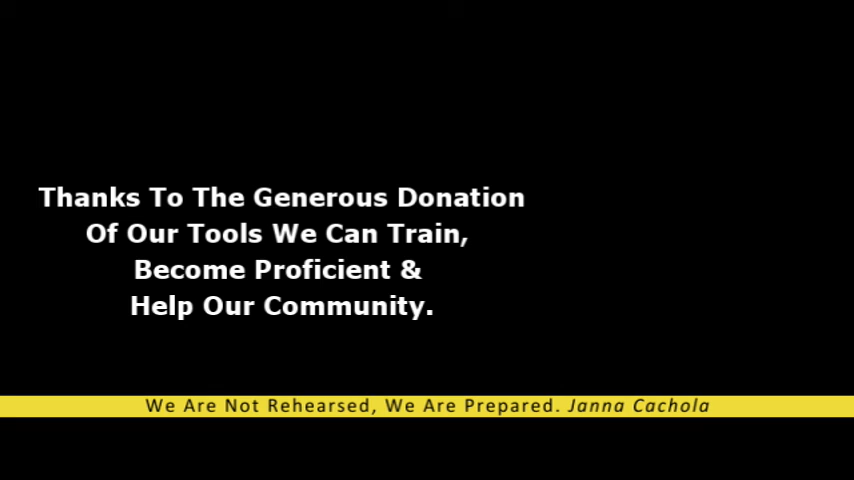 Thanks To The Generous Donation
Of Our Tools We Can Train,
Become Proficient &
Help Our Community.
We Are Not Rehearsed, We Are Prepared. Janna Cachola